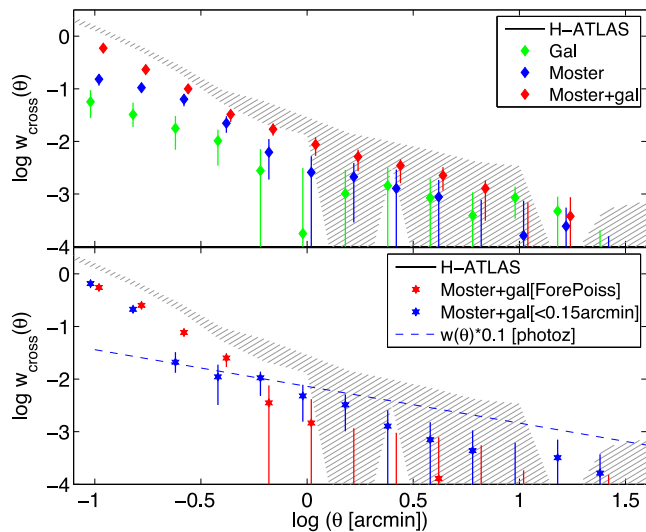 0
-1
-2
-3
-4
log w_cross(θ)
H-ATLAS
Gal
Moster
Moster+gal
0
-1
-2
-3
-4
log w_cross(θ)
H-ATLAS
Moster+gal[ForePoiss]
Moster+gal[<0.15arcmin]
w(θ)*0.1 [photoz]
-1 -0.5 0 0.5 1 1.5
log (θ [arcmin])